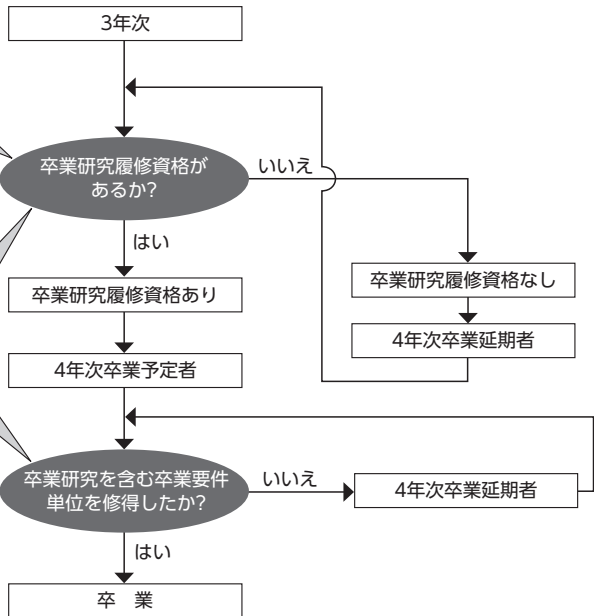 3年次
卒業研究履修資格が
あるか?
いいえ
はい
卒業研究履修資格あり
卒業研究履修資格なし
4年次卒業延期者
4年次卒業予定者
卒業研究を含む卒業要件
単位を修得したか?
いいえ
4年次卒業延期者
はい
卒　業